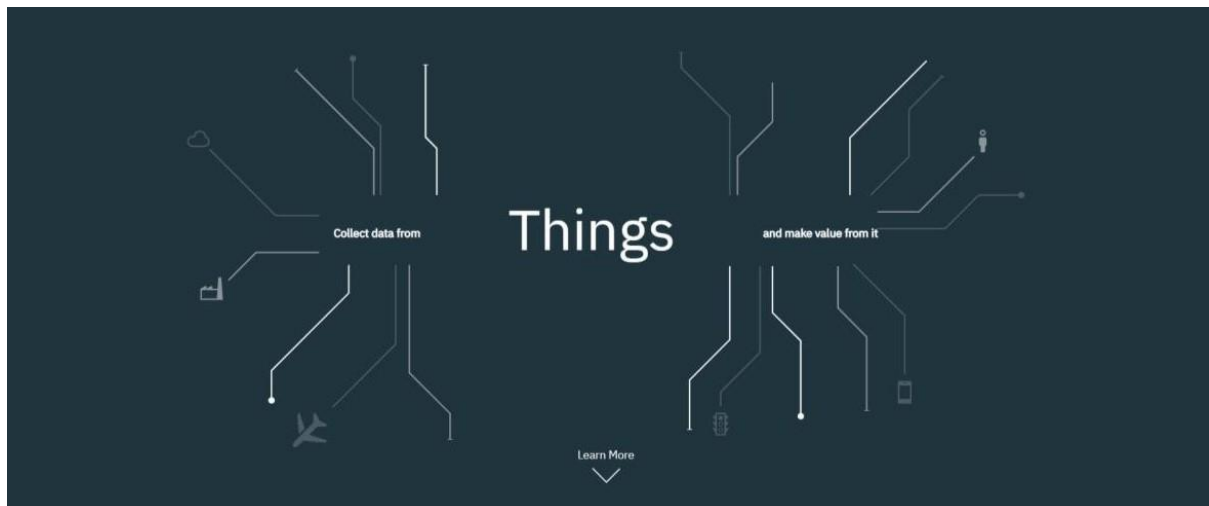 Collect data from
Things
and make value from it
Learn More